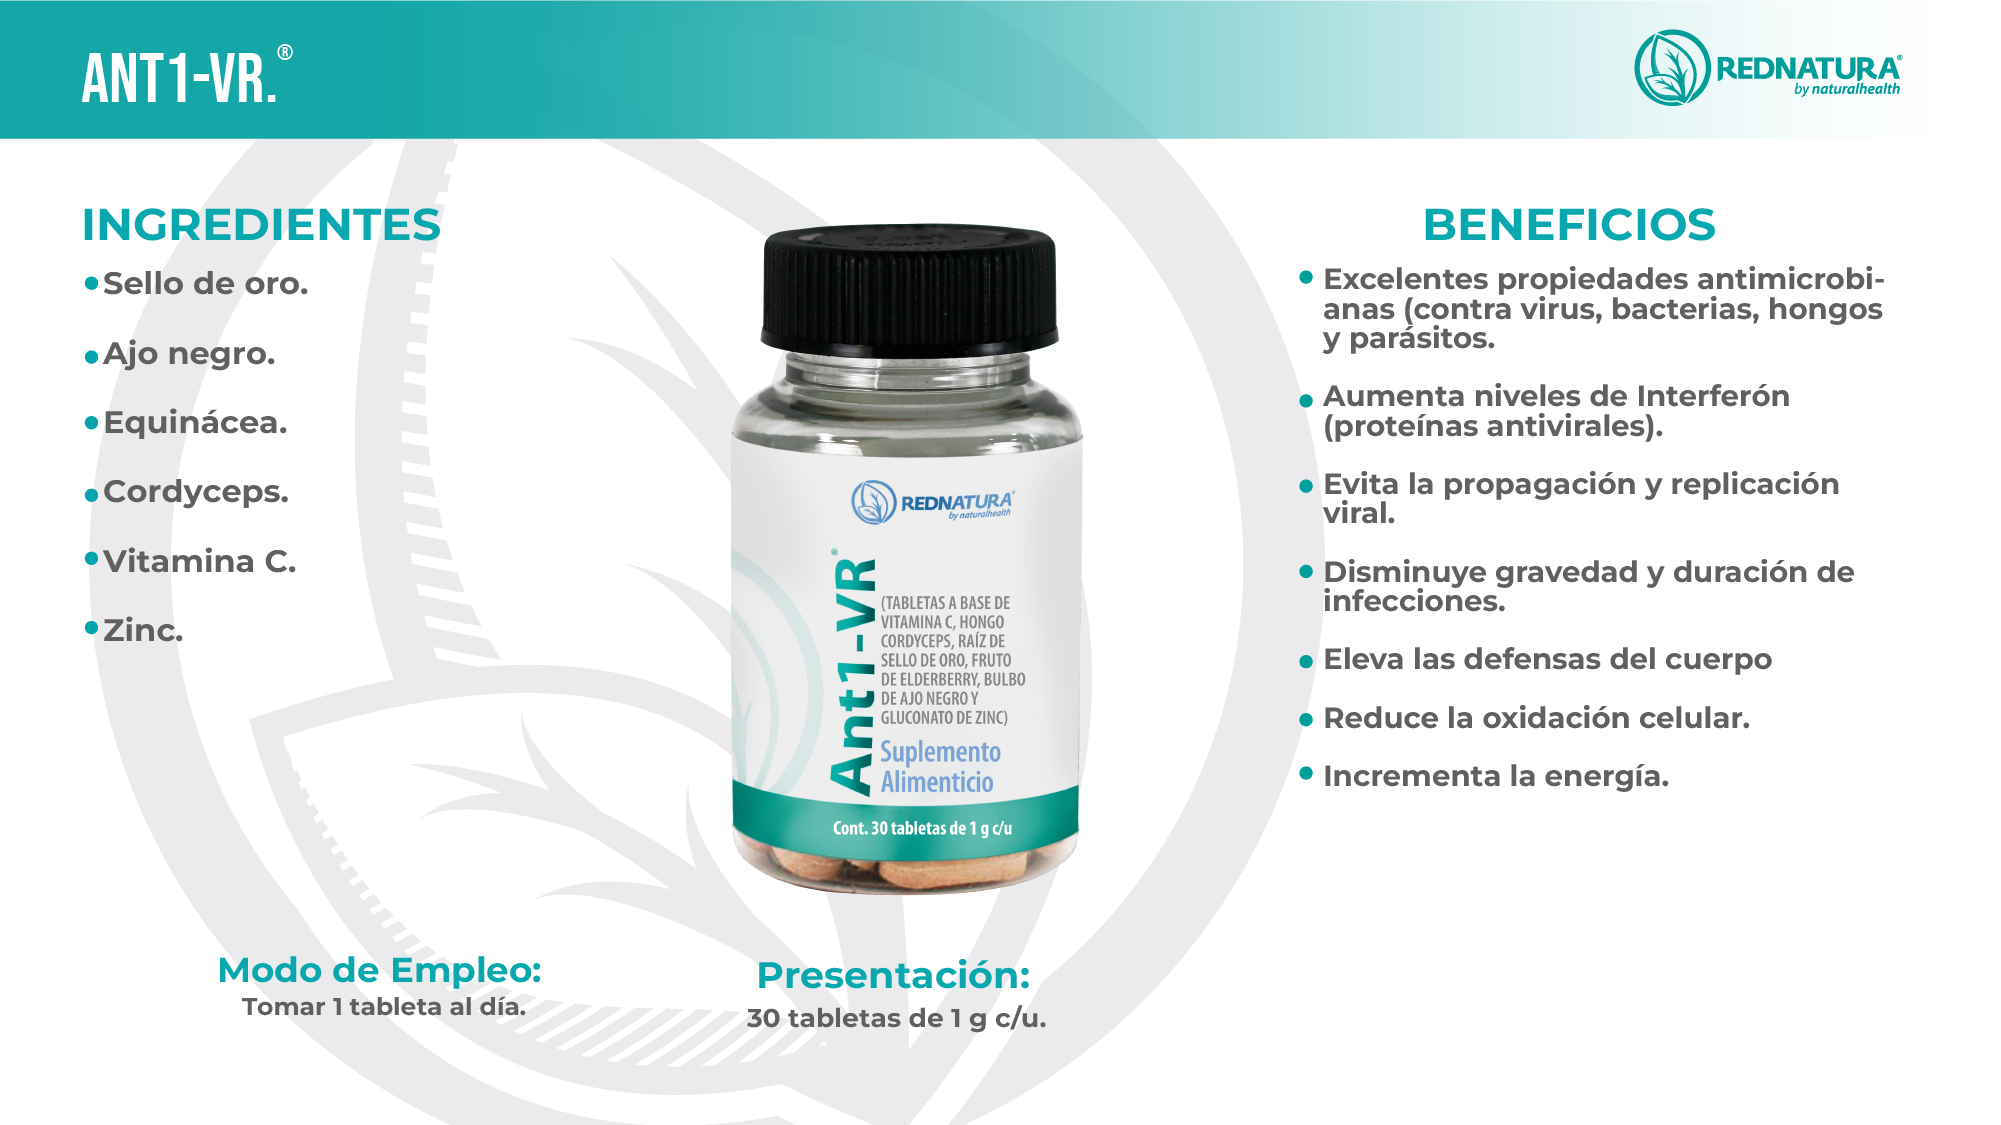 ANT1-VR.®
REDNATURA®
by naturalhealth
INGREDIENTES
Sello de oro.
Ajo negro.
Equinácea.
Cordyceps.
Vitamina C.
Zinc.
REDNATURA®
by naturalhealth
Ant1-VR®
(TABLETAS A BASE DE
VITAMINA C, HONGO
CORDYCEPS, RAÍZ DE
SELLO DE ORO, FRUTO
DE ELDERBERRY, BULBO
DE AJO NEGRO Y
GLUCONATO DE ZINC)
Suplemento
Alimenticio
Cont. 30 tabletas de 1 g c/u
BENEFICIOS
Excelentes propiedades antimicrobi-
anas (contra virus, bacterias, hongos
y parásitos.
Aumenta niveles de Interferón
(proteínas antivirales).
Evita la propagación y replicación
viral.
Disminuye gravedad y duración de
infecciones.
Eleva las defensas del cuerpo
Reduce la oxidación celular.
Incrementa la energía.
Modo de Empleo:
Tomar 1 tableta al día.
Presentación:
30 tabletas de 1 g c/u.